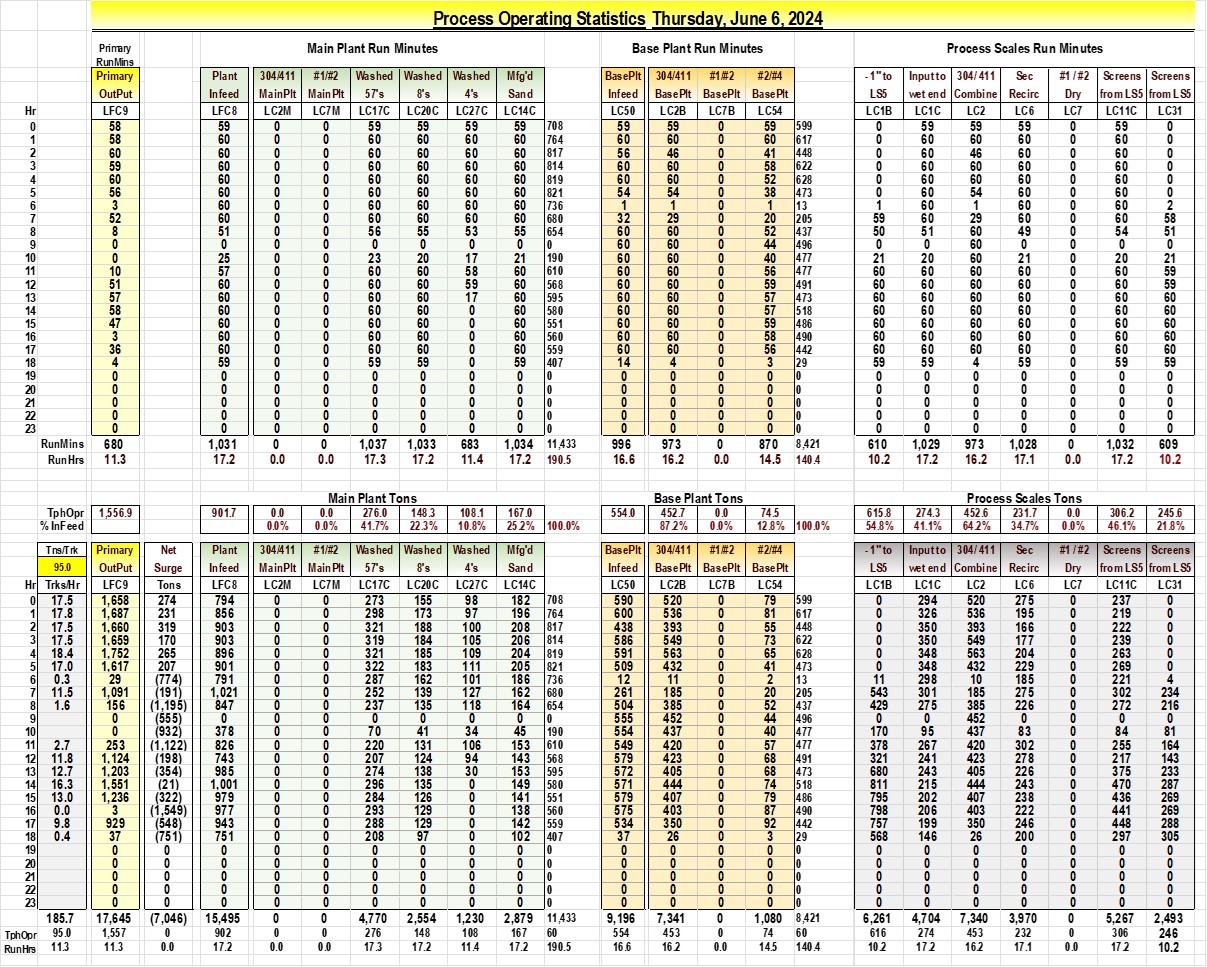 Process Operating Statistics Thursday, June 6, 2024
Primary Main Plant Run Minutes Base Plant Run Minutes Process Scales Run Minutes
RunMins
Primary Plant 304/411 #1/#2 Washed Washed Washed Mfg'd BasePlt 304/411 #1/#2 #2/#4 -1" to Input to 304/411 Sec #1/#2 Screens Screens
OutPut Infeed MainPlt MainPlt 57's 8's 4's Sand Infeed BasePlt BasePlt BasePlt LS5 wet end Combine Recirc Dry from LS5 from LS5
Hr LFC9 LFC8 LC2M LC7M LC17C LC20C LC27C LC14C LC50 LC2B LC7B LC54 LC1B LC1C LC2 LC6 LC7 LC11C LC31
0 58 59 0 0 59 59 59 59 708 59 59 0 59 599 0 59 59 59 0 59 0
1 58 60 0 0 60 60 60 60 764 60 60 0 60 617 0 60 60 60 0 60 0
2 60 60 0 0 60 60 60 60 817 56 46 0 41 448 0 60 46 60 0 60 0
3 59 60 0 0 60 60 60 60 814 60 60 0 58 622 0 60 60 60 0 60 0
4 60 60 0 0 60 60 60 60 819 60 60 0 52 628 0 60 60 60 0 60 0
5 56 60 0 0 60 60 60 60 821 54 54 0 38 473 0 60 54 60 0 60 0
6 3 60 0 0 60 60 60 60 736 1 1 0 1 13 1 60 1 60 0 60 2
7 52 60 0 0 60 60 60 60 680 32 29 0 20 205 59 60 29 60 0 60 58
8 8 51 0 0 56 55 53 55 654 60 60 0 52 437 50 51 60 49 0 54 51
9 0 0 0 0 0 0 0 0 0 60 60 0 44 496 0 0 60 0 0 0 0
10 0 25 0 0 23 20 17 21 190 60 60 0 40 477 21 20 60 21 0 20 21
11 10 57 0 0 60 60 58 60 610 60 60 0 56 477 60 60 60 60 0 60 59
12 51 60 0 0 60 60 59 60 568 60 60 0 59 491 60 60 60 60 0 60 59
13 57 60 0 0 60 60 17 60 595 60 60 0 57 473 60 60 60 60 0 60 60
14 58 60 0 0 60 60 0 60 580 60 60 0 57 518 60 60 60 60 0 60 60
15 47 60 0 0 60 60 0 60 551 60 60 0 59 486 60 60 60 60 0 60 60
16 3 60 0 0 60 60 0 60 560 60 60 0 58 490 60 60 60 60 0 60 60
17 36 60 0 0 60 60 0 60 559 60 60 0 56 442 60 60 60 60 0 60 60
18 4 59 0 0 59 59 0 59 407 14 4 0 3 29 59 59 4 59 0 59 59
19 0 0 0 0 0 0 0 0 0 0 0 0 0 0 0 0 0 0 0 0 0
20 0 0 0 0 0 0 0 0 0 0 0 0 0 0 0 0 0 0 0 0 0
21 0 0 0 0 0 0 0 0 0 0 0 0 0 0 0 0 0 0 0 0 0
22 0 0 0 0 0 0 0 0 0 0 0 0 0 0 0 0 0 0 0 0 0
23 0 0 0 0 0 0 0 0 0 0 0 0 0 0 0 0 0 0 0 0 0
RunMins 680 1,031 0 0 1,037 1,033 683 1,034 11,433 996 973 0 870 8,421 610 1,029 973 1,028 0 1,032 609
RunHrs 11.3 17.2 0.0 0.0 17.3 17.2 11.4 17.2 190.5 16.6 16.2 0.0 14.5 140.4 10.2 17.2 16.2 17.1 0.0 17.2 10.2
Main Plant Tons Base Plant Tons Process Scales Tons
TphOpr 1,556.9 901.7 0.0 0.0 276.0 148.3 108.1 167.0 554.0 452.7 0.0 74.5 615.8 274.3 452.6 231.7 0.0 306.2 245.6
% InFeed 0.0% 0.0% 41.7% 22.3% 10.8% 25.2% 100.0% 87.2% 0.0% 12.8% 100.0% 54.8% 41.1% 64.2% 34.7% 0.0% 46.1% 21.8%
Tns/Trk Primary Net Plant 304/411 #1/#2 Washed Washed Washed Mfg'd BasePlt 304/411 #1/#2 #2/#4 -1" to Input to 304/411 Sec #1/#2 Screens Screens
95.0 OutPut Surge Infeed MainPlt MainPlt 57's 8's 4's Sand Infeed BasePlt BasePlt BasePlt LS5 wet end Combine Recirc Dry from LS5 from LS5
Hr Trks/Hr LFC9 Tons LFC8 LC2M LC7M LC17C LC20C LC27C LC14C LC50 LC2B LC7B LC54 LC1B LC1C LC2 LC6 LC7 LC11C LC31
0 17.5 1,658 274 794 0 0 273 155 98 182 708 590 520 0 79 599 0 294 520 275 0 237 0
1 17.8 1,687 231 856 0 0 298 173 97 196 764 600 536 0 81 617 0 326 536 195 0 219 0
2 17.5 1,660 319 903 0 0 321 188 100 208 817 438 393 0 55 448 0 350 393 166 0 222 0
3 17.5 1,659 170 903 0 0 319 184 105 206 814 586 549 0 73 622 0 350 549 177 0 239 0
4 18.4 1,752 265 896 0 0 321 185 109 204 819 591 563 0 65 628 0 348 563 204 0 263 0
5 17.0 1,617 207 901 0 0 322 183 111 205 821 509 432 0 41 473 0 348 432 229 0 269 0
6 0.3 29 (774) 791 0 0 287 162 101 186 736 12 11 0 2 13 11 298 10 185 0 221 4
7 11.5 1,091 (191) 1,021 0 0 252 139 127 162 680 261 185 0 20 205 543 301 185 275 0 302 234
8 1.6 156 (1,195) 847 0 0 237 135 118 164 654 504 385 0 52 437 429 275 385 226 0 272 216
9 0 (555) 0 0 0 0 0 0 0 0 555 452 0 44 496 0 0 452 0 0 0 0
10 0 (932) 378 0 0 70 41 34 45 190 554 437 0 40 477 170 95 437 83 0 84 81
11 2.7 253 (1,122) 826 0 0 220 131 106 153 610 549 420 0 57 477 378 267 420 302 0 255 164
12 11.8 1,124 (198) 743 0 0 207 124 94 143 568 579 423 0 68 491 321 241 423 278 0 217 143
13 12.7 1,203 (354) 985 0 0 274 138 30 153 595 572 405 0 68 473 680 243 405 226 0 375 233
14 16.3 1,551 (21) 1,001 0 0 296 135 0 149 580 571 444 0 74 518 811 215 444 243 0 470 287
15 13.0 1,236 (322) 979 0 0 284 126 0 141 551 579 407 0 79 486 795 202 407 238 0 436 269
16 0.0 3 (1,549) 977 0 0 293 129 0 138 560 575 403 0 87 490 798 206 403 222 0 441 269
17 9.8 929 (548) 943 0 0 288 129 0 142 559 534 350 0 92 442 757 199 350 246 0 448 288
18 0.4 37 (751) 751 0 0 208 97 0 102 407 37 26 0 3 29 568 146 26 200 0 297 305
19 0 0 0 0 0 0 0 0 0 0 0 0 0 0 0 0 0 0 0 0 0 0
20 0 0 0 0 0 0 0 0 0 0 0 0 0 0 0 0 0 0 0 0 0 0
21 0 0 0 0 0 0 0 0 0 0 0 0 0 0 0 0 0 0 0 0 0 0
22 0 0 0 0 0 0 0 0 0 0 0 0 0 0 0 0 0 0 0 0 0 0
23 0 0 0 0 0 0 0 0 0 0 0 0 0 0 0 0 0 0 0 0 0 0
185.7 17,645 (7,046) 15,495 0 0 4,770 2,554 1,230 2,879 11,433 9,196 7,341 0 1,080 8,421 6,261 4,704 7,340 3,970 0 5,267 2,493
TphOpr 95.0 1,557 0 902 0 0 276 148 108 167 60 554 453 0 74 60 616 274 453 232 0 306 246
RunHrs 11.3 11.3 0.0 17.2 0.0 0.0 17.3 17.2 11.4 17.2 190.5 16.6 16.2 0.0 14.5 140.4 10.2 17.2 16.2 17.1 0.0 17.2 10.2